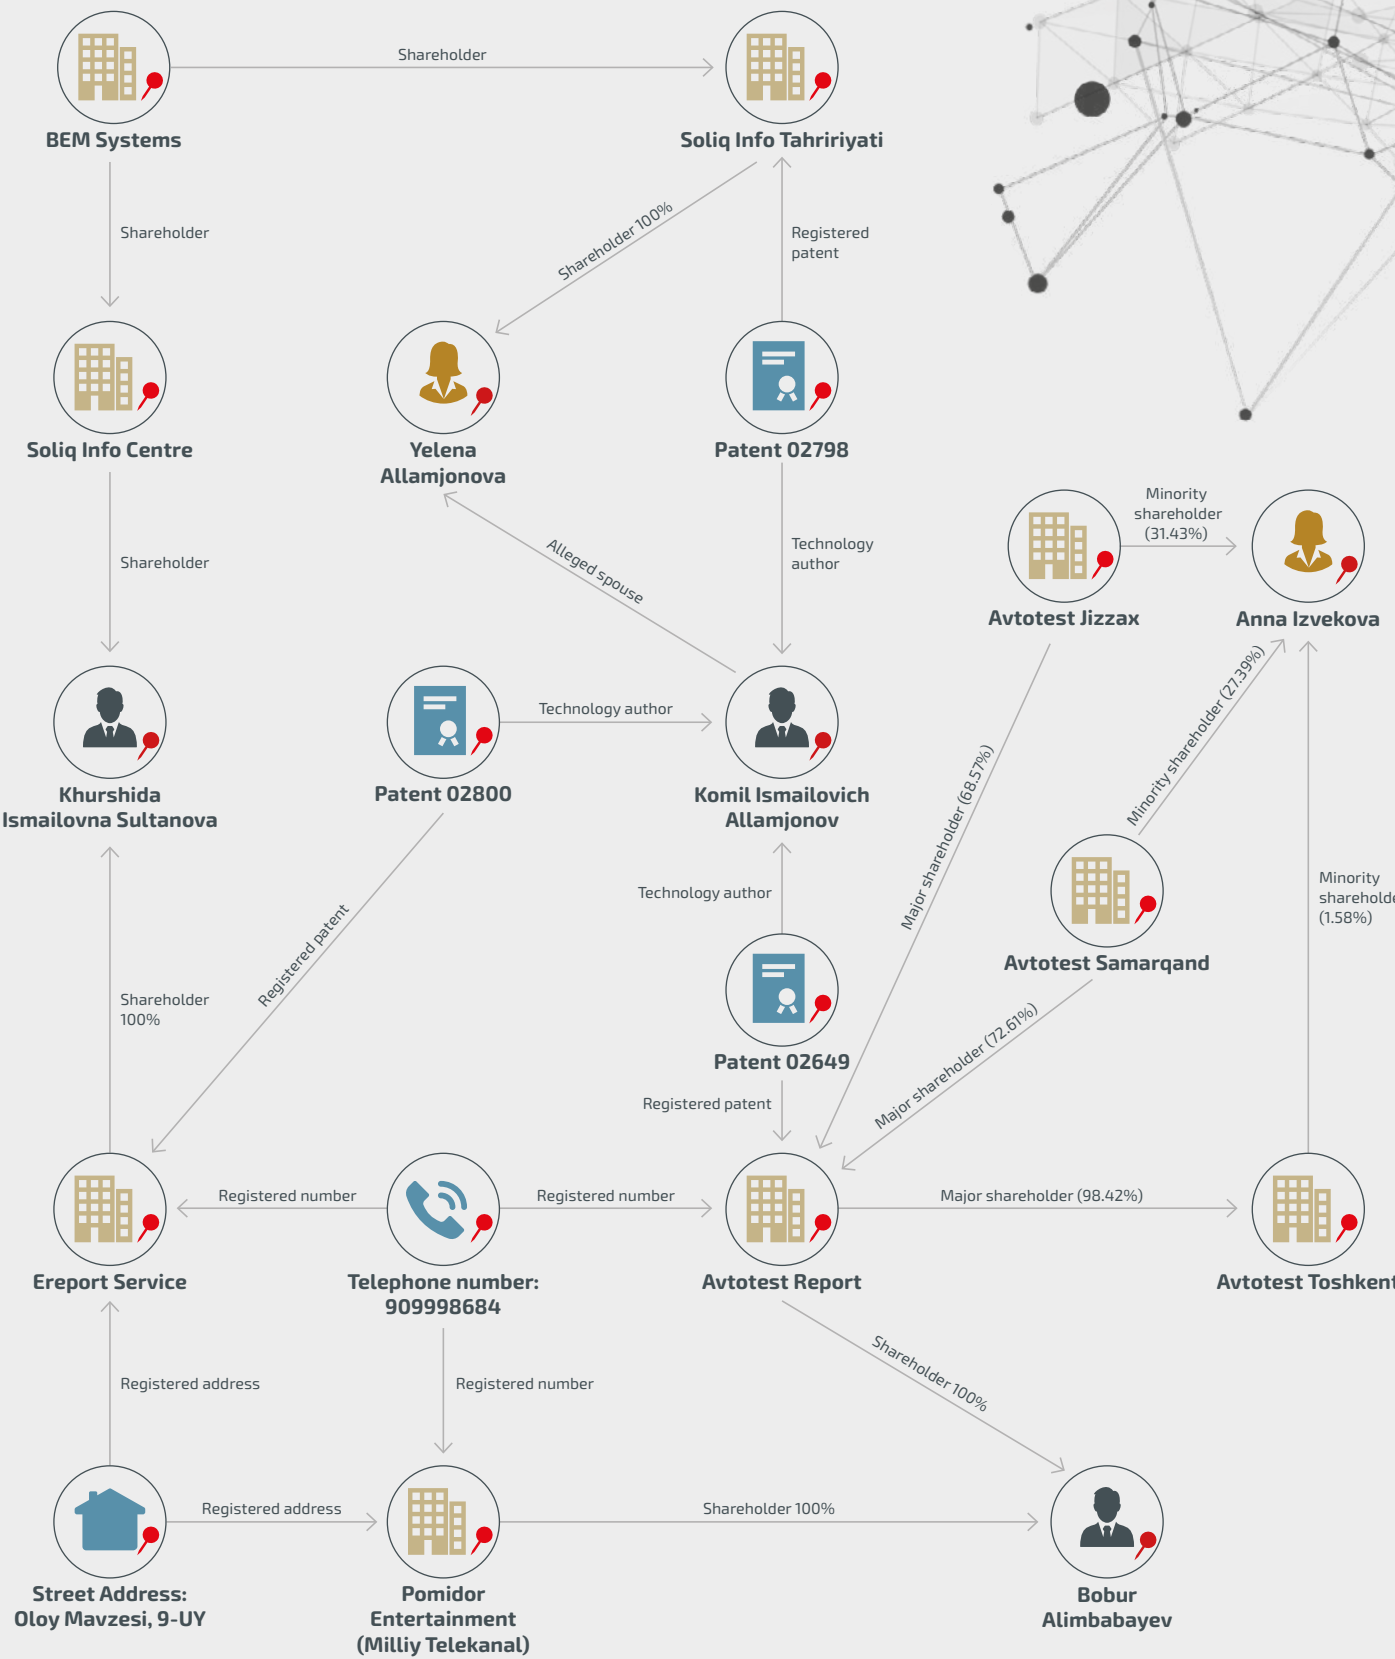 Shareholder
BEM Systems
Soliq Info Tahririyati
Shareholder
Shareholder 100%
Registered
patent
Soliq Info Centre
Yelena
Allamjonova
Patent 02798
Minority
shareholder
(31.43%)
Shareholder
Alleged spouse
Technology
author
Avtotest Jizzax
Anna Izvekova
Technology author
Khurshida
Ismailovna Sultanova
Patent 02800
Komil Ismailovich
Allamjonov
Major shareholder (68.57%)
Minority shareholder (27.39%)
Technology author
Minority
shareholde
(1.58%)
Registered patent
Avtotest Samarqand
Shareholder
100%
Patent 02649
Major shareholder (72.61%)
Registered patent
Registered number
Registered number
Major shareholder (98.42%)
Ereport Service
Telephone number:
909998684
Avtotest Report
Avtotest Toshkent
Registered address
Registered number
Shareholder 100%
Registered address
Shareholder 100%
Street Address:
Oloy Mavzesi, 9-UY
Pomidor
Entertainment
(Milliy Telekanal)
Bobur
Alimbabayev